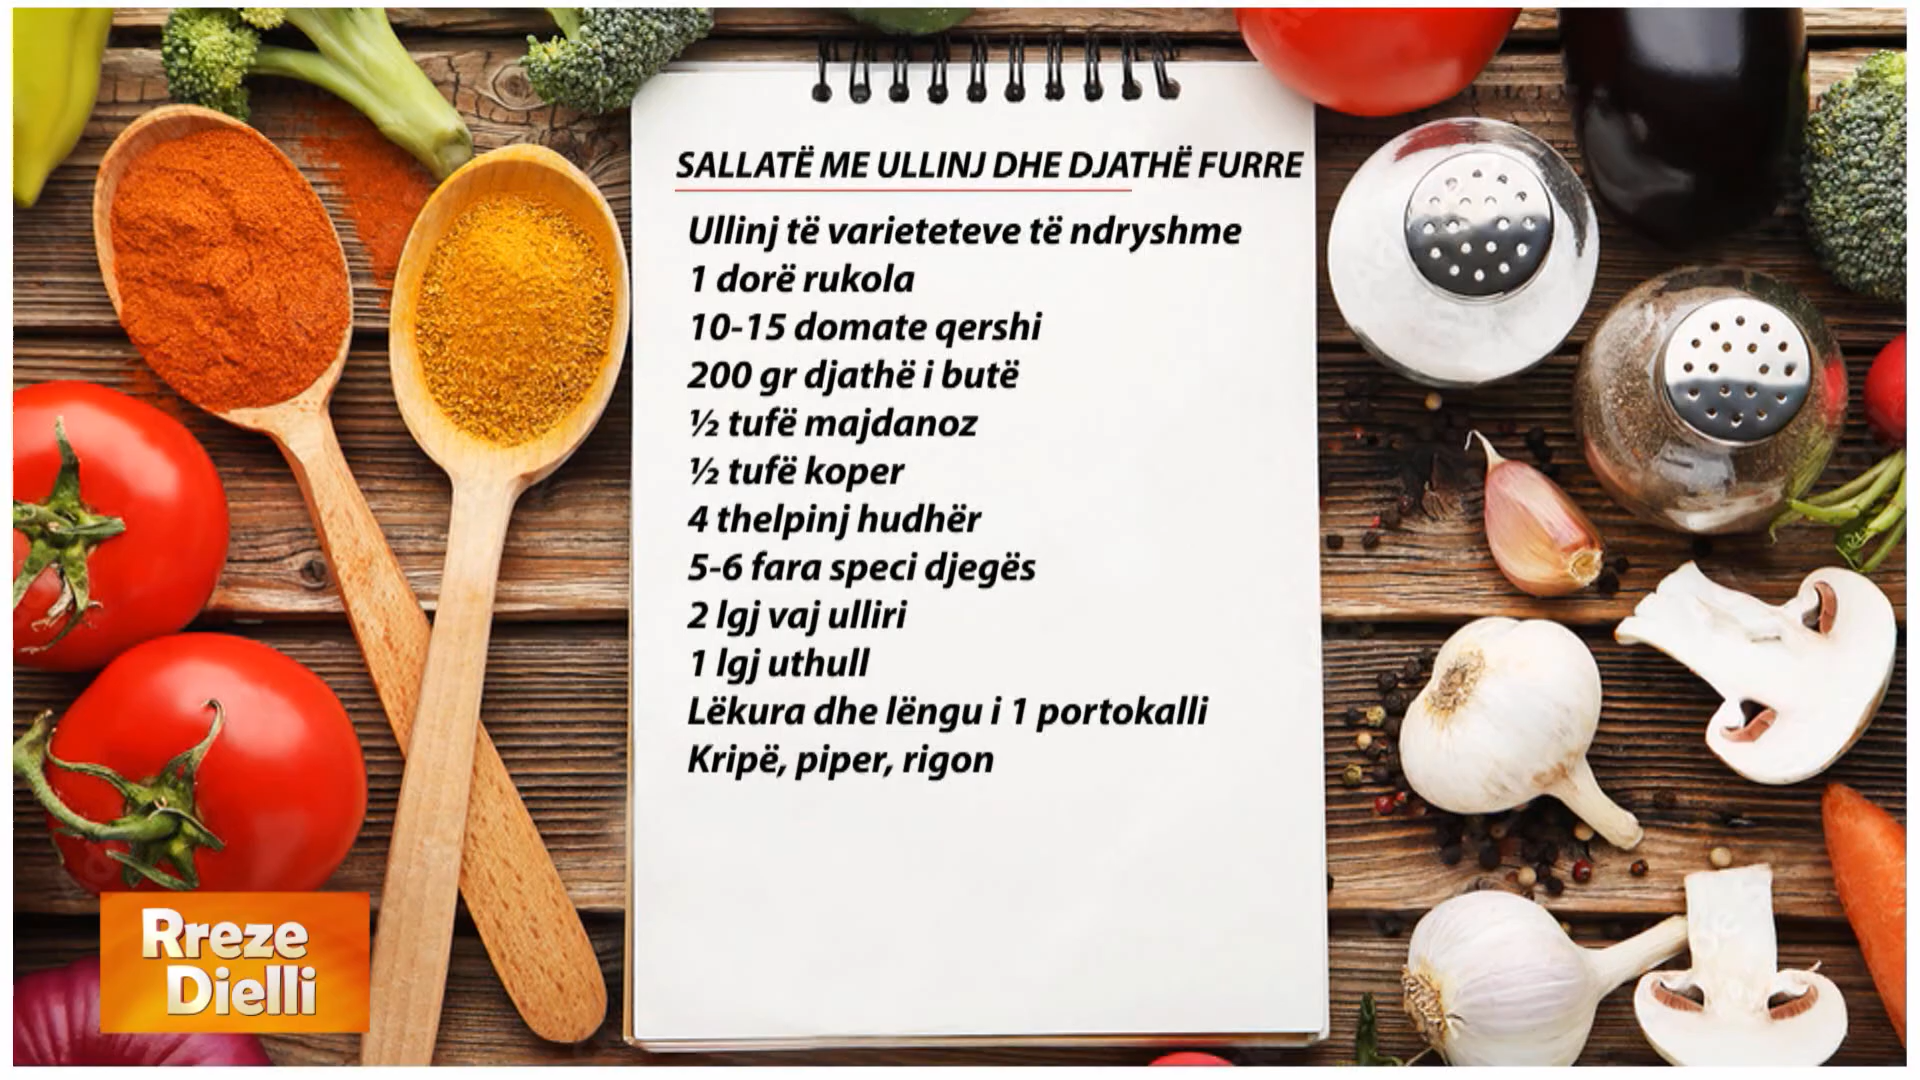 SALLATË ME ULLINJ DHE DJATHË FURRE
Ullinj të varieteteve të ndryshme
1 dorë rukola
10-15 domate qershi
200 gr djathë i butë
½ tufë majdanoz
½ tufë koper
4 thelpinj hudhër
5-6 fara speci djegës
2 lgj vaj ulliri
1 lgj uthull
Lëkura dhe lëngu i 1 portokalli
Kripë, piper, rigon
Rreze
Dielli